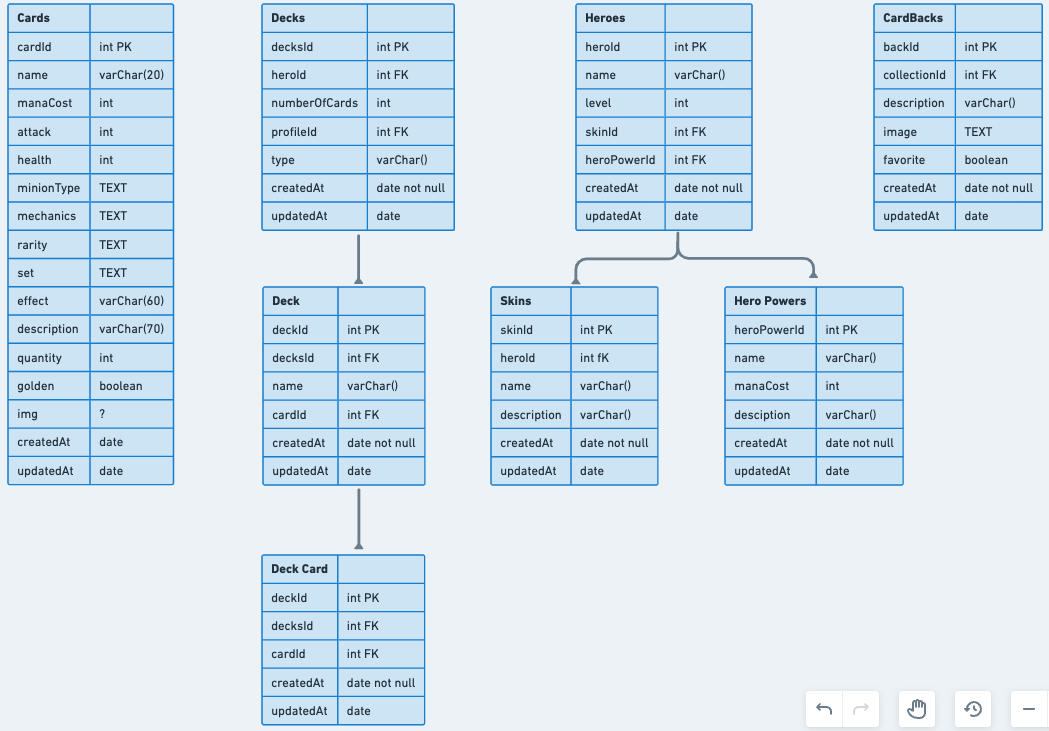 Cards
cardId int PK
name varChar(20)
manaCost int
attack int
health int
minionType TEXT
mechanics TEXT
rarity TEXT
set TEXT
effect varChar(60)
description varChar(70)
quantity int
golden boolean
img ?
createdAt date
updatedAt date
Decks
decksId int PK
heroId int FK
numberOfCards int
profileId int FK
type varChar()
createdAt date not null
updatedAt date
Deck
deckId int PK
decksId int FK
name varChar()
cardId int FK
createdAt date not null
updatedAt date
Deck Card
deckId int PK
decksId int FK
cardId int FK
createdAt date not null
updatedAt date
Heroes
heroId int PK
name varChar()
level int
skinId int FK
heroPowerId int FK
createdAt date not null
updatedAt date
Skins
skinId int PK
heroId int fK
name varChar()
description varChar()
createdAt date not null
updatedAt date
Hero Powers
heroPowerId int PK
name varChar()
manaCost int
desciption varChar()
createdAt date not null
updatedAt date
CardBacks
backId int PK
collectionId int FK
description varChar()
image TEXT
favorite boolean
createdAt date not null
updatedAt date